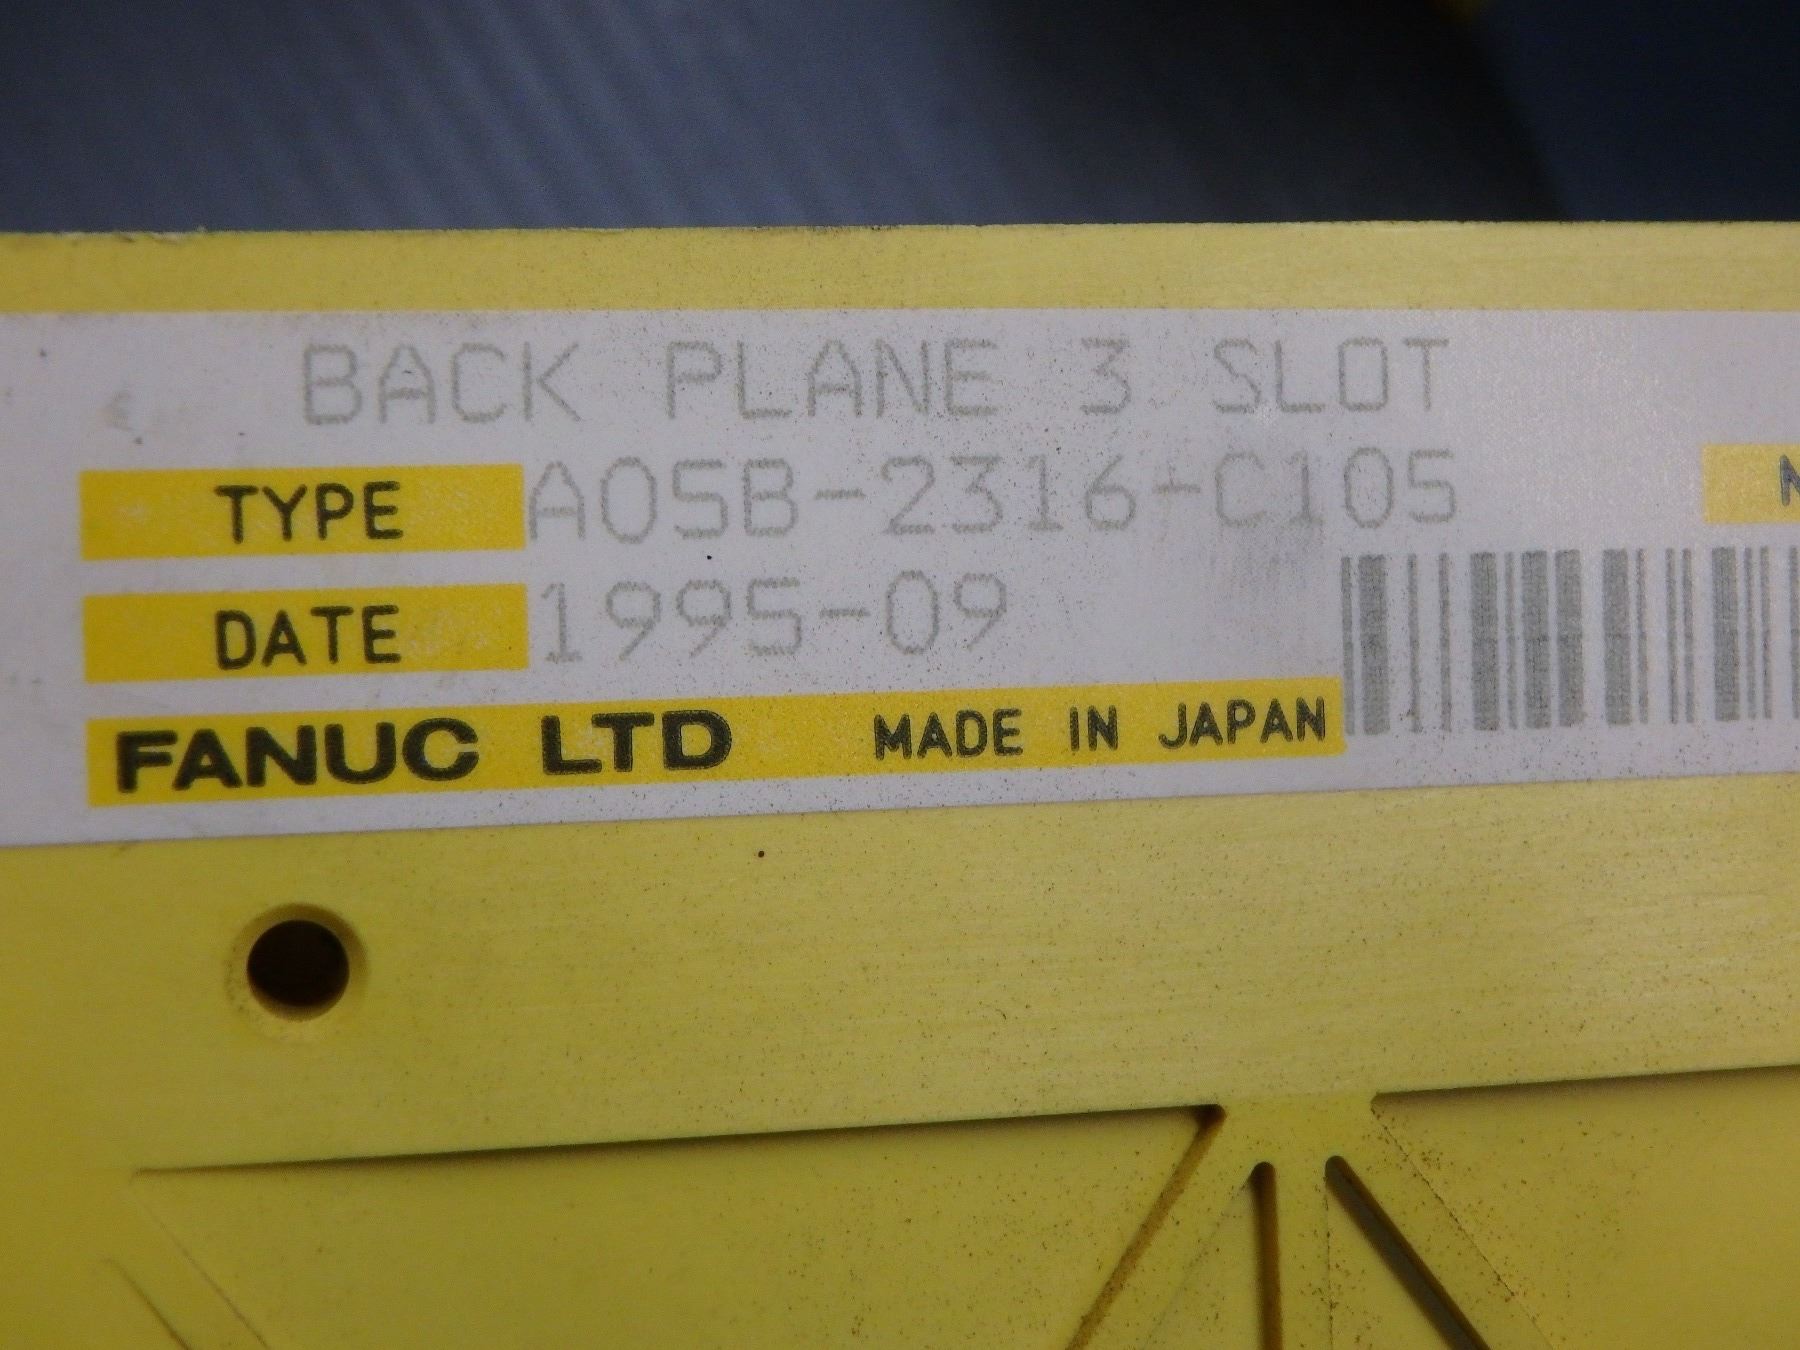 BACK PLANE 3 SLOT
TYPE A05B-2316-C105 N
DATE 1995-09
FANUC LTD MADE IN JAPAN